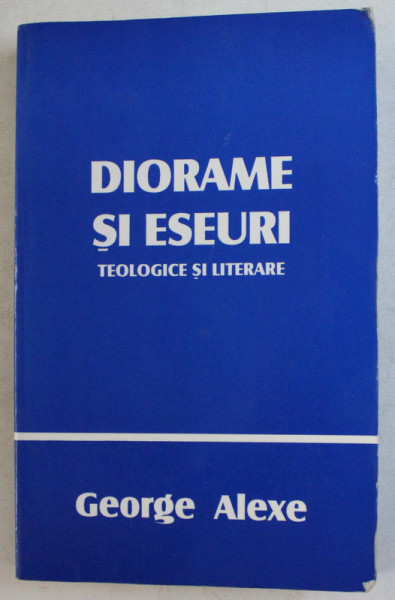 DIORAME
ȘI ESEURI
TEOLOGICE ȘI LITERARE
George Alexe